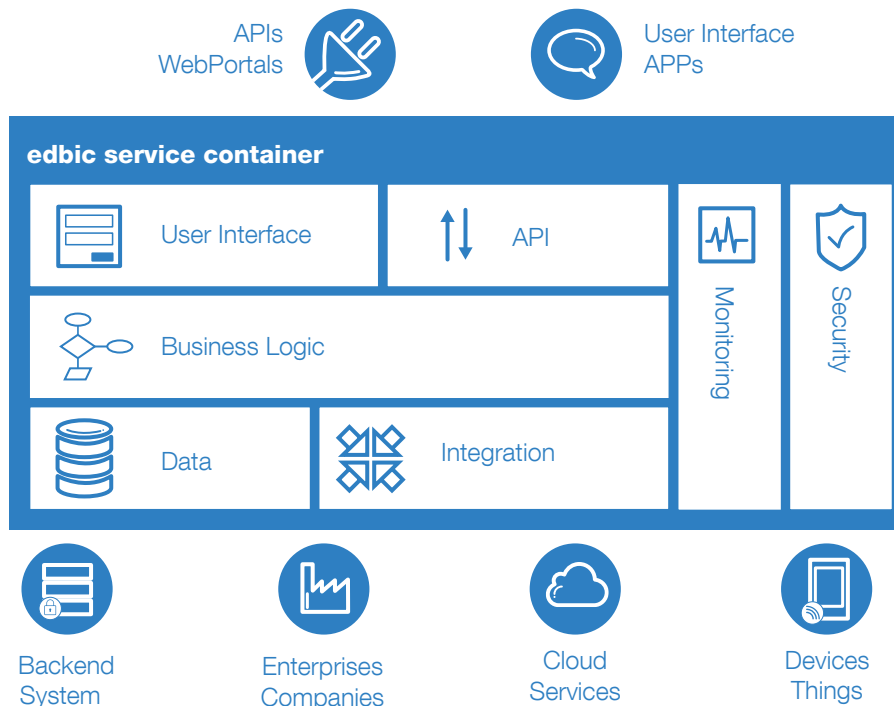 APIs
WebPortals
User Interface
APPs
edbic service container
User Interface
API
Monitoring
Security
Business Logic
Data
Integration
Backend
System
Enterprises
Companies
Cloud
Services
Devices
Things